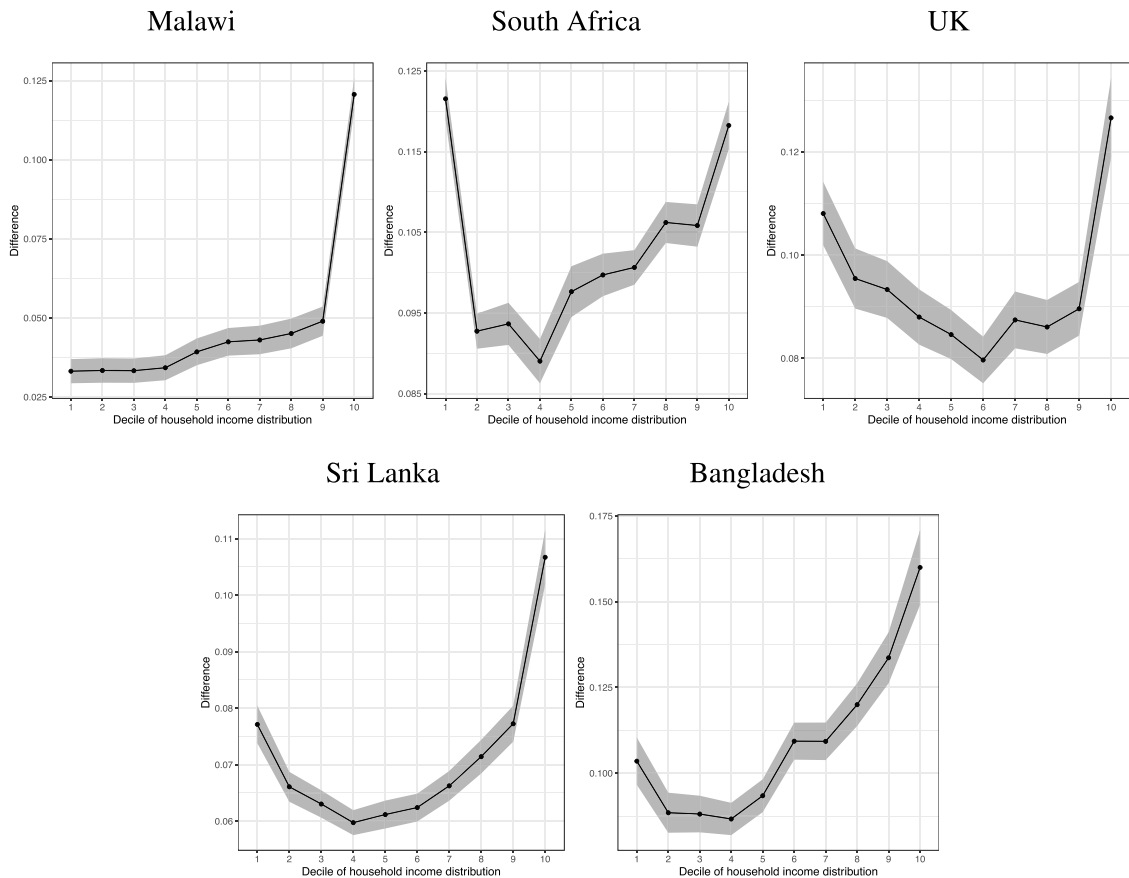 Malawi
South Africa
UK
0.125
0.100
0.075
0.050
0.025
Difference
1 2 3 4 5 6 7 8 9 10
Decile of household income distribution
0.125
0.115
0.105
0.095
0.085
Difference
1 2 3 4 5 6 7 8 9 10
Decile of household income distribution
0.12
0.10
0.08
Difference
1 2 3 4 5 6 7 8 9 10
Decile of household income distribution
Sri Lanka
Bangladesh
0.11
0.10
0.09
0.08
0.07
0.06
Difference
1 2 3 4 5 6 7 8 9 10
Decile of household income distribution
0.175
0.150
0.125
0.100
Difference
1 2 3 4 5 6 7 8 9 10
Decile of household income distribution